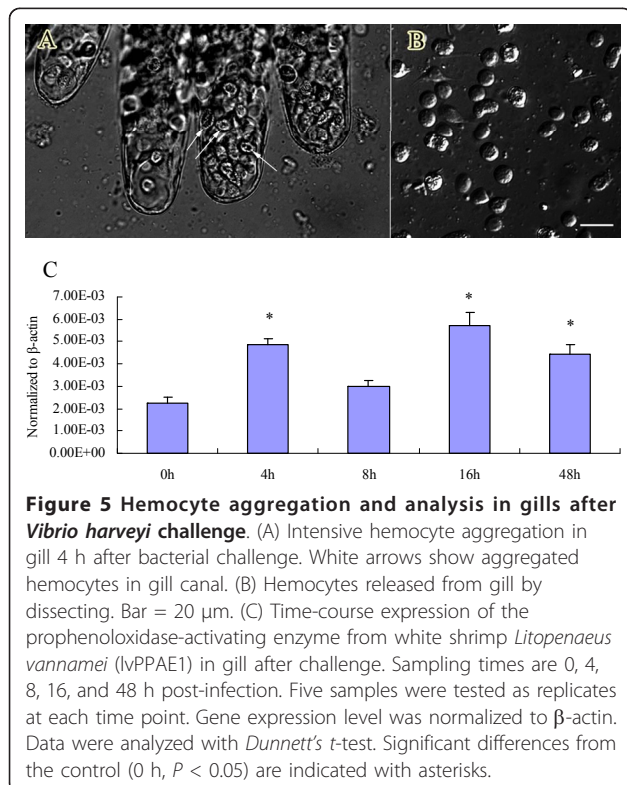 A
B
C
Normalized to β-actin
7.00E-03
6.00E-03
5.00E-03
4.00E-03
3.00E-03
2.00E-03
1.00E-03
0.00E+00
*
*
*
0h
4h
8h
16h
48h
Figure 5 Hemocyte aggregation and analysis in gills after
Vibrio harveyi challenge. (A) Intensive hemocyte aggregation in
gill 4 h after bacterial challenge. White arrows show aggregated
hemocytes in gill canal. (B) Hemocytes released from gill by
dissecting. Bar = 20 μm. (C) Time-course expression of the
prophenoloxidase-activating enzyme from white shrimp Litopenaeus
vannamei (lvPPAE1) in gill after challenge. Sampling times are 0, 4,
8, 16, and 48 h post-infection. Five samples were tested as replicates
at each time point. Gene expression level was normalized to β-actin.
Data were analyzed with Dunnett's t-test. Significant differences from
the control (0 h, P < 0.05) are indicated with asterisks.